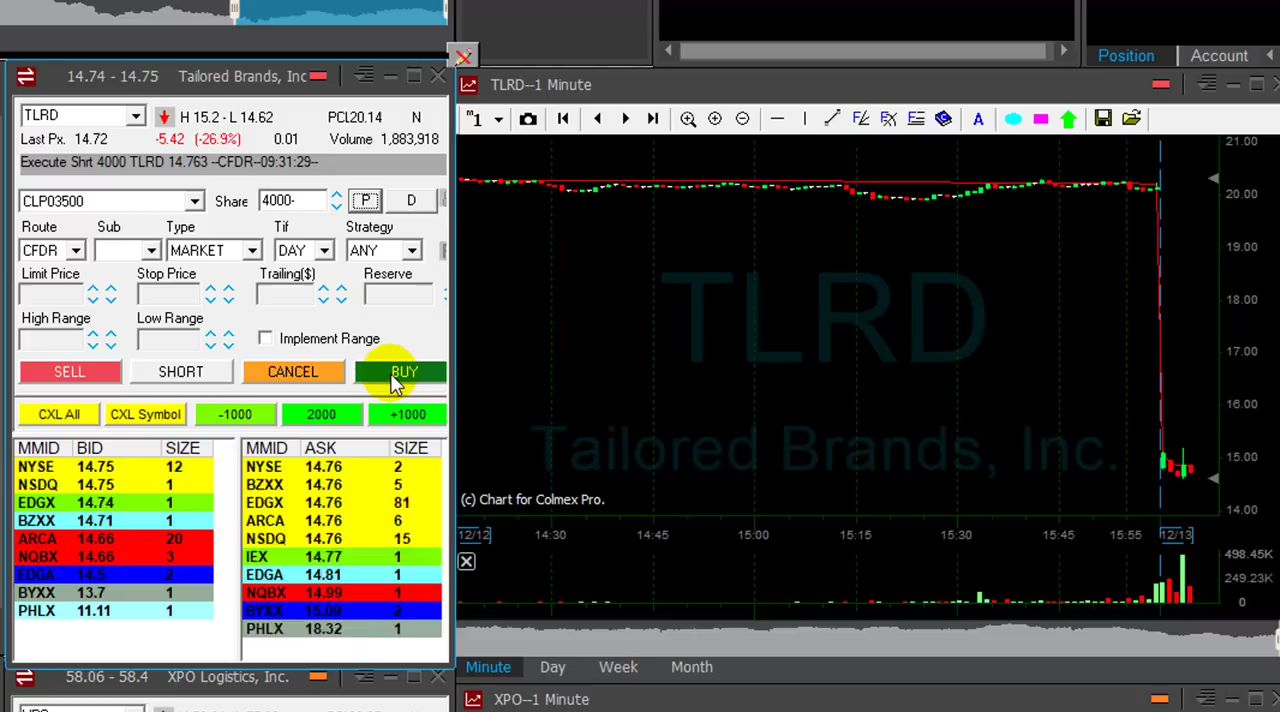 Position Account
14.74 - 14.75 Tailored Brands, Inc
TLRD H 15.2 - L 14.62 PCL20.14 N
Last Px. 14.72 -5.42 (-26.9%) 0.01 Volume 1,883,918
Execute Shrt 4000 TLRD 14.763 --CFDR--09:31:29--
CLP03500 Share 4000- P D
Route Sub Type Tif Strategy
CFDR MARKET DAY ANY
Limit Price Stop Price Trailing($) Reserve
High Range Low Range
Implement Range
SELL SHORT CANCEL BUY
CXL All CXL Symbol -1000 2000 +1000
MMID BID SIZE MMID ASK SIZE
NYSE 14.75 12 NYSE 14.76 2
NSDQ 14.75 1 BZXX 14.76 5
EDGX 14.74 1 EDGX 14.76 81
BZXX 14.71 1 ARCA 14.76 6
ARCA 14.66 20 NSDQ 14.76 15
NQBX 14.66 3 IEX 14.77 1
EDGA 14.5 2 EDGA 14.81 1
BYXX 13.7 1 NQBX 14.99 1
PHLX 11.11 1 BYXX 15.09 2
PHLX 18.32 1
TLRD--1 Minute
m1 A
21.00
20.00
19.00
18.00
17.00
16.00
15.00
14.00
TLRD
Tailored Brands, Inc.
(c) Chart for Colmex Pro.
12/12 14:30 14:45 15:00 15:15 15:30 15:45 15:55 12/13
498.45K
249.23K
0
Minute Day Week Month
58.06 - 58.4 XPO Logistics, Inc.
XPO--1 Minute